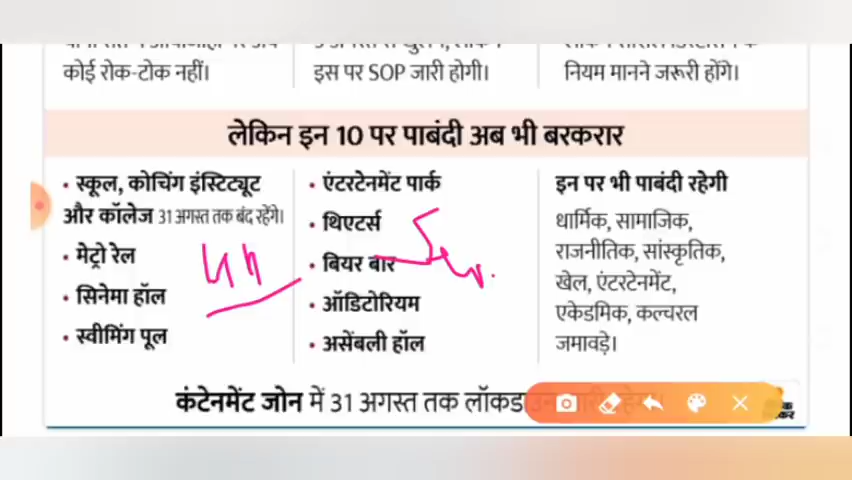 कोई रोक-टोक नहीं।
इस पर SOP जारी होगी।
नियम मानने जरूरी होंगे।
लेकिन इन 10 पर पाबंदी अब भी बरकरार
• स्कूल, कोचिंग इंस्टिट्यूट
और कॉलेज 31 अगस्त तक बंद रहेंगे।
• मेट्रो रेल
• सिनेमा हॉल
• स्वीमिंग पूल
• एंटरटेनमेंट पार्क
• थिएटर्स
• बियर बार
• ऑडिटोरियम
• असेंबली हॉल
इन पर भी पाबंदी रहेगी
धार्मिक, सामाजिक,
राजनीतिक, सांस्कृतिक,
खेल, एंटरटेनमेंट,
एकेडमिक, कल्चरल
जमावड़े।
कंटेनमेंट जोन में 31 अगस्त तक